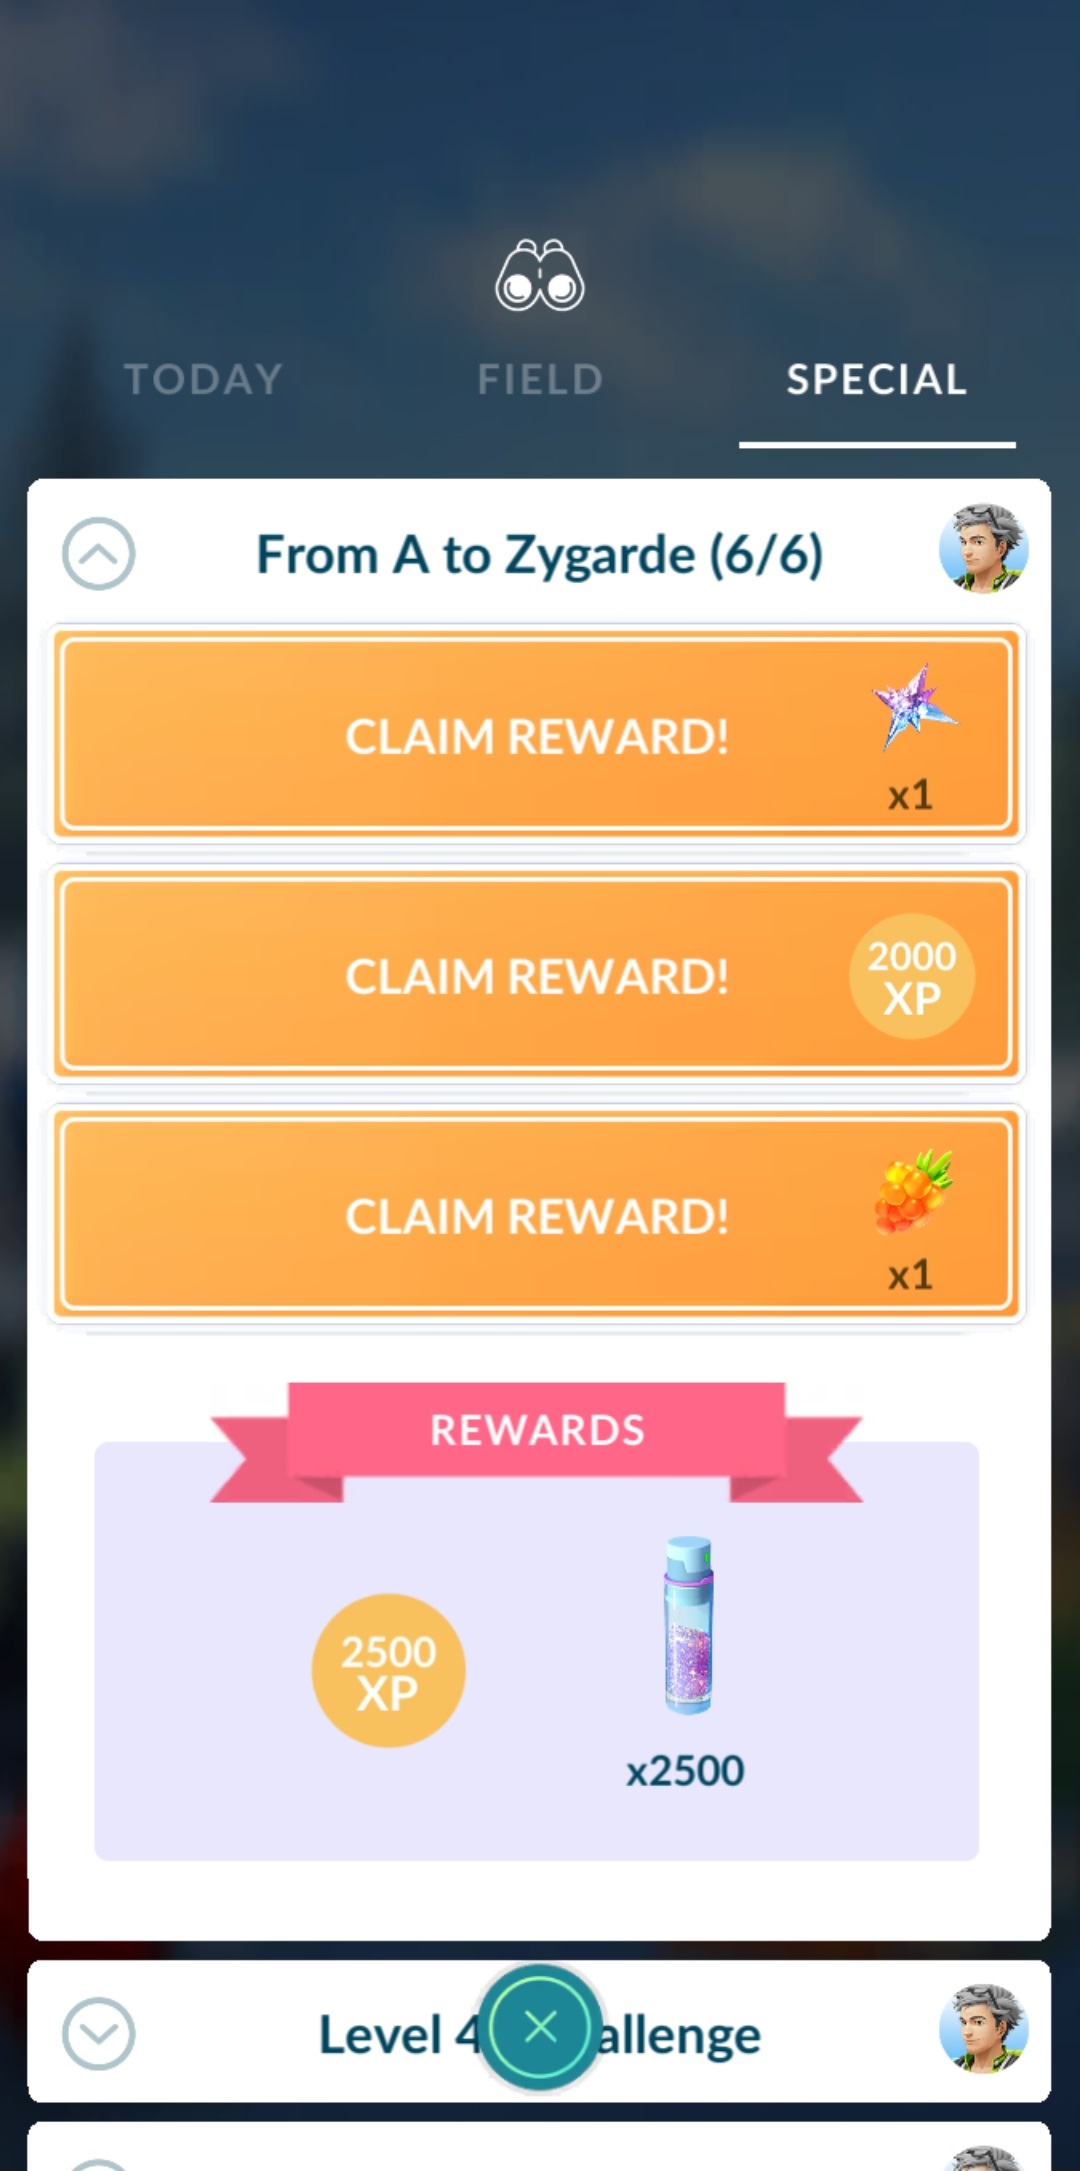 TODAY
FIELD
SPECIAL
From A to Zygarde (6/6)
CLAIM REWARD!
x1
CLAIM REWARD!
2000
XP
CLAIM REWARD!
x1
REWARDS
2500
XP
x2500
Level 4
allenge